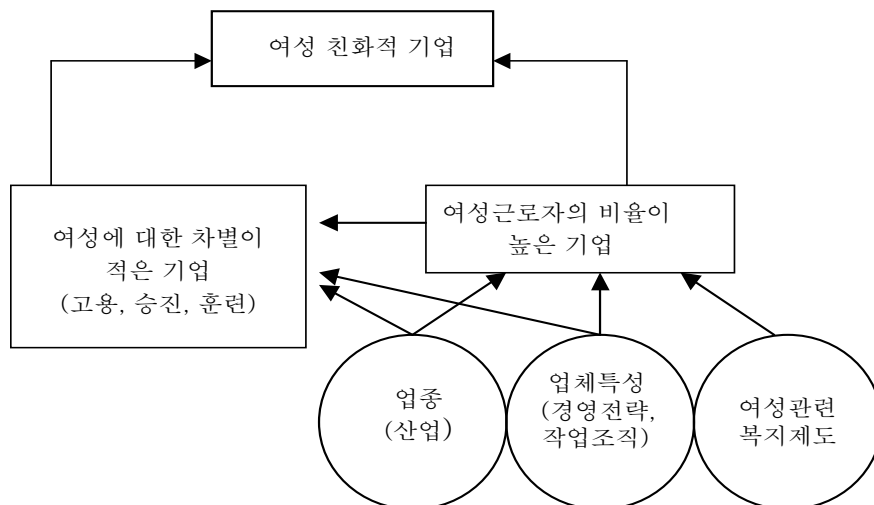 여성 친화적 기업
여성에 대한 차별이
적은 기업
(고용, 승진, 훈련)
여성근로자의 비율이
높은 기업
업종
(산업)
업체특성
(경영전략,
작업조직)
여성관련
복지제도